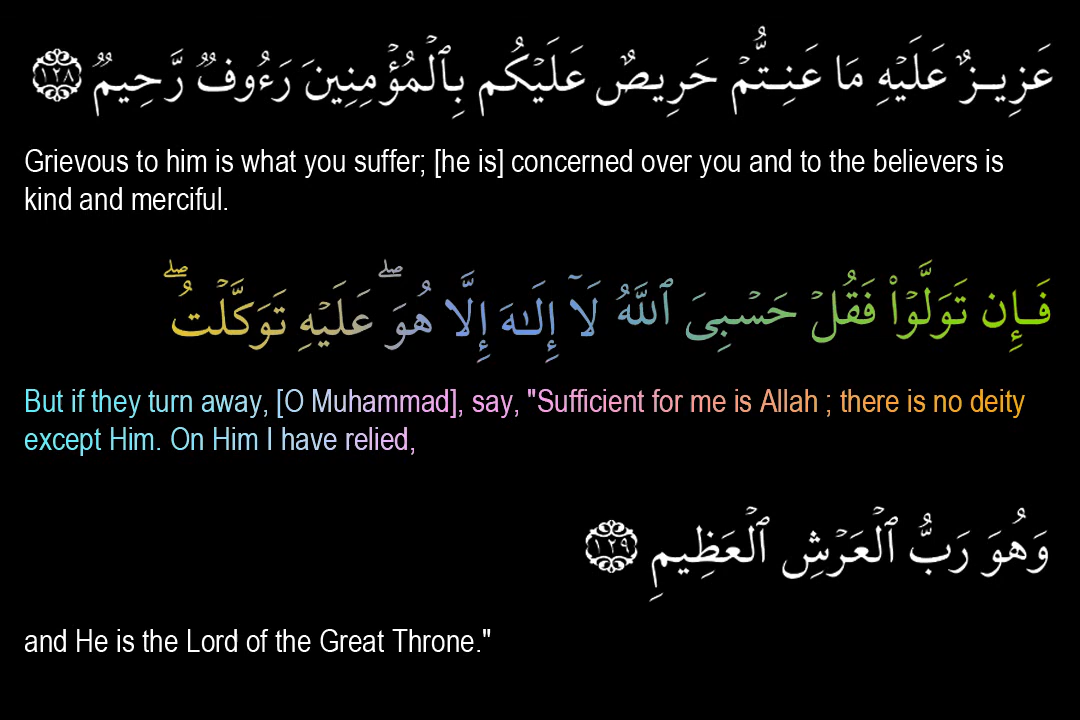 عَزِيزٌ عَلَيْهِ مَا عَنِتُّمْ حَرِيصٌ عَلَيْكُم بِٱلْمُؤْمِنِينَ رَءُوفٌ رَّحِيمٌ ١٢٨
Grievous to him is what you suffer; [he is] concerned over you and to the believers is
kind and merciful.
فَإِن تَوَلَّوْا۟ فَقُلْ حَسْبِىَ ٱللَّهُ لَآ إِلَـٰهَ إِلَّا هُوَ ۖ عَلَيْهِ تَوَكَّلْتُ ۖ
But if they turn away, [O Muhammad], say, "Sufficient for me is Allah ; there is no deity
except Him. On Him I have relied,
وَهُوَ رَبُّ ٱلْعَرْشِ ٱلْعَظِيمِ ١٢٩
and He is the Lord of the Great Throne."